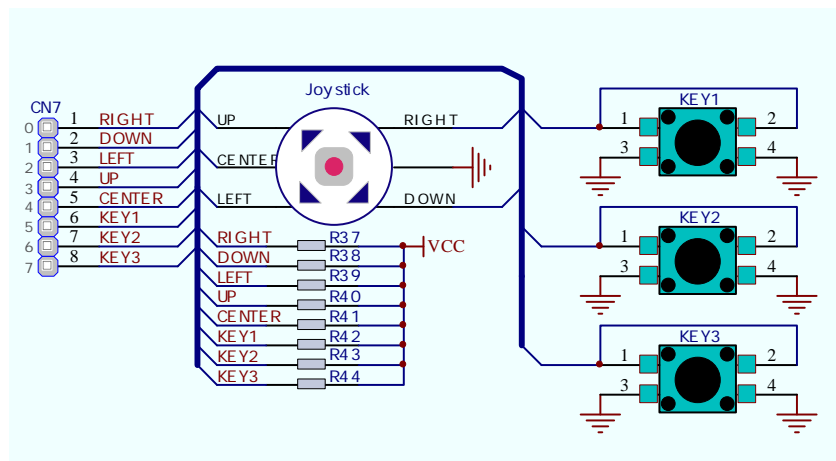 Joystick
CN7
0 1 RIGHT
1 2 DOWN
2 3 LEFT
3 4 UP
4 5 CENTER
5 6 KEY1
6 7 KEY2
7 8 KEY3
UP
CENTER
LEFT
RIGHT
DOWN
RIGHT R37
DOWN R38
LEFT R39
UP R40
CENTER R41
KEY1 R42
KEY2 R43
KEY3 R44
VCC
KEY1
1 2
3 4
KEY2
1 2
3 4
KEY3
1 2
3 4